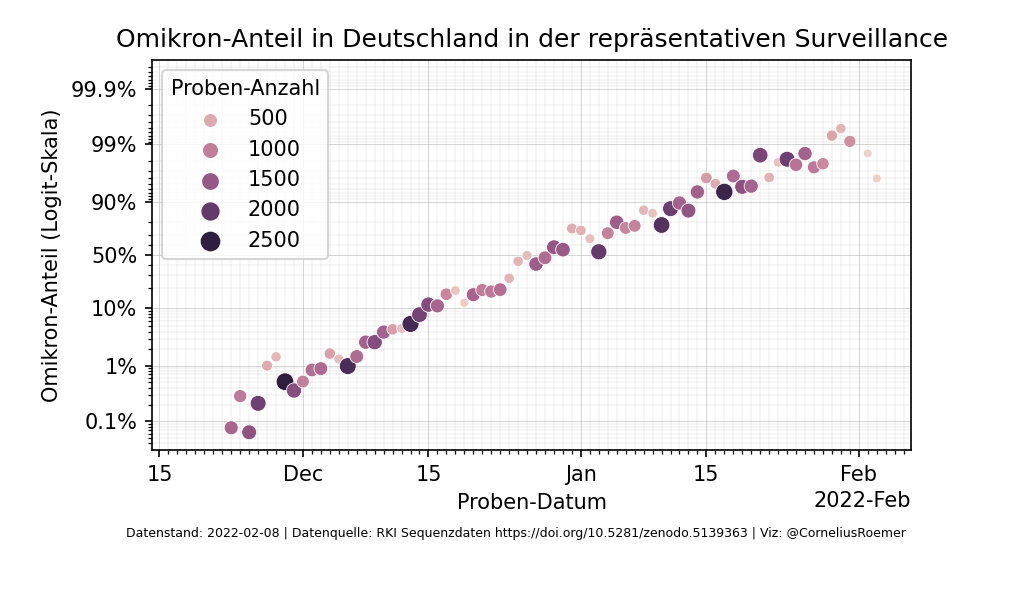 Omikron-Anteil in Deutschland in der repräsentativen Surveillance
Omikron-Anteil (Logit-Skala)
99.9%
99%
90%
50%
10%
1%
0.1%
Proben-Anzahl
500
1000
1500
2000
2500
15 Dec 15 Jan 15 Feb
Proben-Datum 2022-Feb
Datenstand: 2022-02-08 | Datenquelle: RKI Sequenzdaten https://doi.org/10.5281/zenodo.5139363 | Viz: @CorneliusRoemer